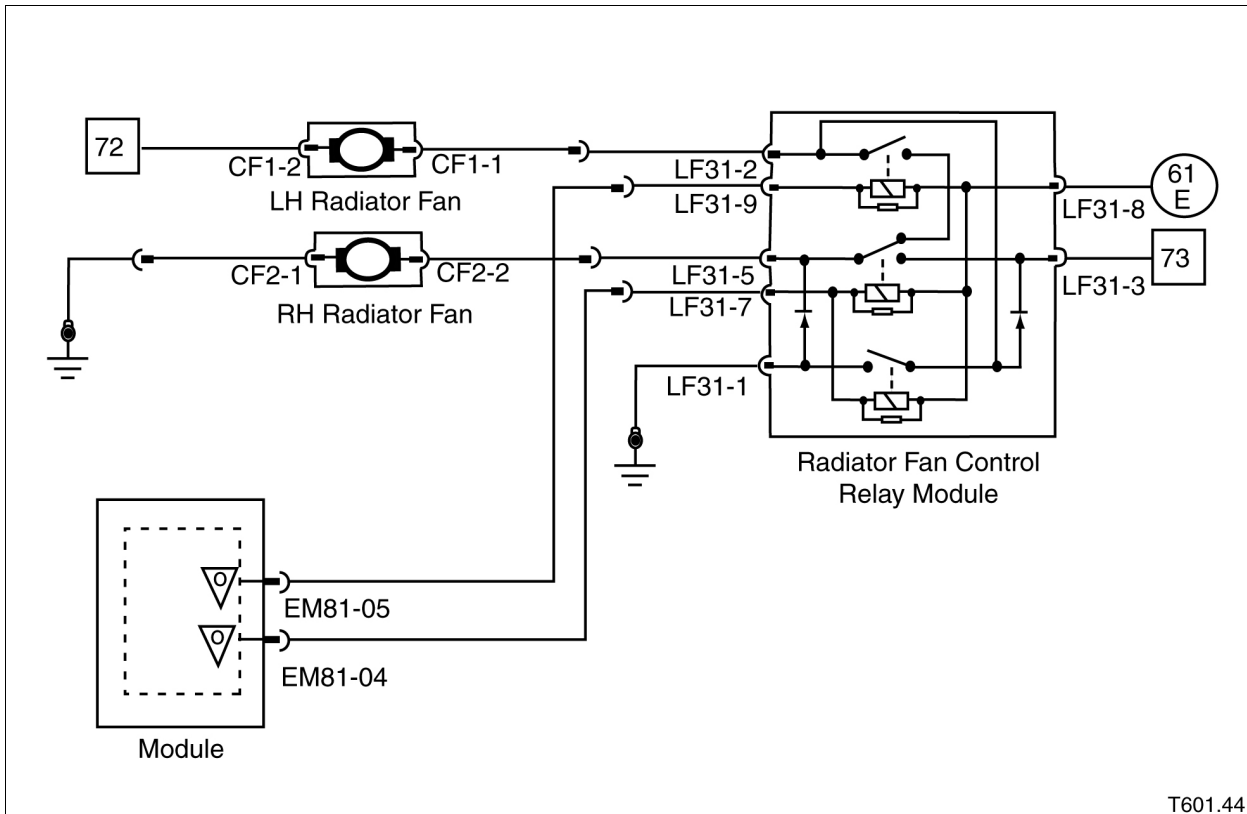 72
CF1-2
CF1-1
LH Radiator Fan
LF31-2
LF31-9
61
E
LF31-8
CF2-1
CF2-2
RH Radiator Fan
LF31-5
LF31-7
73
LF31-3
LF31-1
Radiator Fan Control
Relay Module
O
EM81-05
O
EM81-04
Module
T601.44